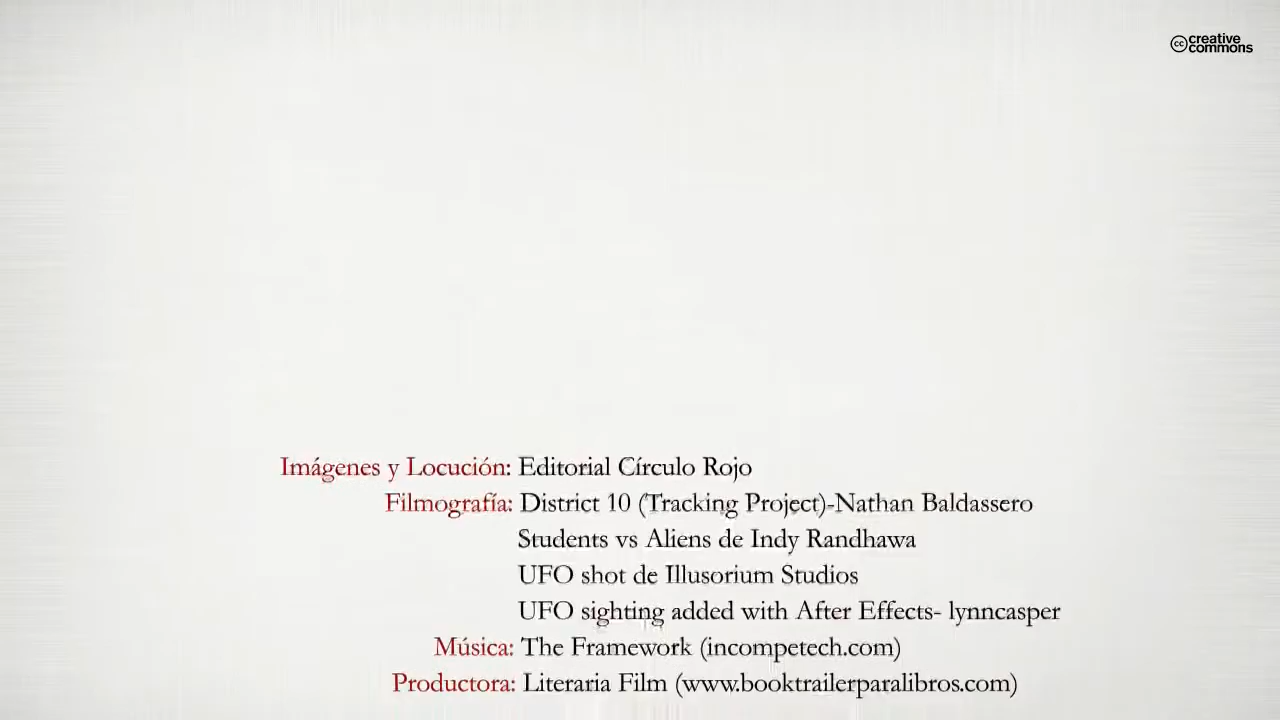 cc creative
commons
Imágenes y Locución: Editorial Círculo Rojo
Filmografía: District 10 (Tracking Project)-Nathan Baldassero
Students vs Aliens de Indy Randhawa
UFO shot de Illusorium Studios
UFO sighting added with After Effects- lynncasper
Música: The Framework (incompetech.com)
Productora: Literaria Film (www.booktrailerparalibros.com)